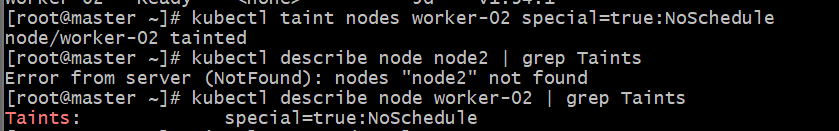 worker-02 Ready <none> 9d v1.34.1
[root@master ~]# kubectl taint nodes worker-02 special=true:NoSchedule
node/worker-02 tainted
[root@master ~]# kubectl describe node node2 | grep Taints
Error from server (NotFound): nodes "node2" not found
[root@master ~]# kubectl describe node worker-02 | grep Taints
Taints: special=true:NoSchedule